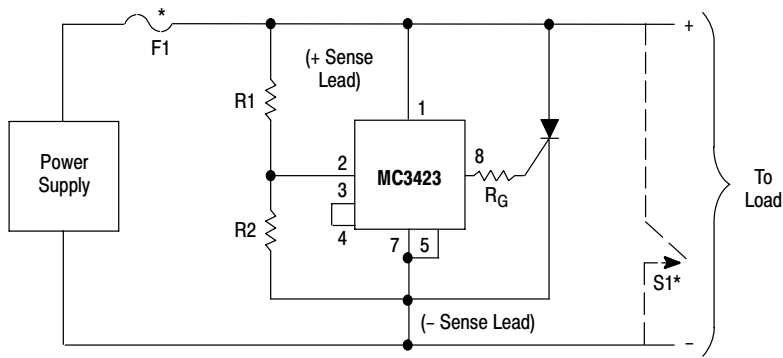 *
F1
+
(+ Sense
Lead)
R1
1
Power
Supply
2
MC3423
8
3
RG
To
Load
R2
4
7
5
S1*
(– Sense Lead)
–